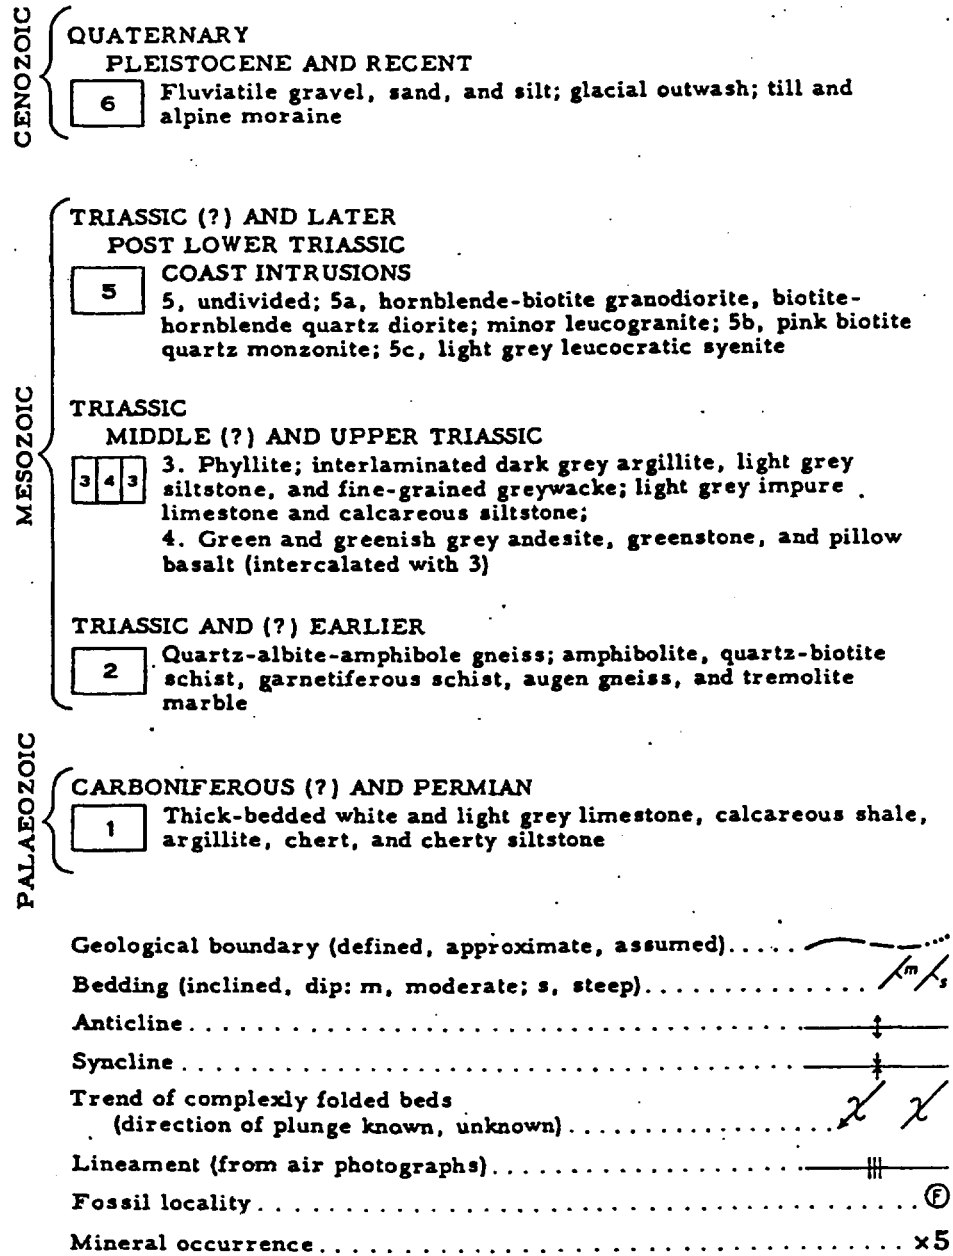 CENOZOIC
QUATERNARY
PLEISTOCENE AND RECENT
6
Fluviatile gravel, sand, and silt; glacial outwash; till and
alpine moraine
MESOZOIC
TRIASSIC (?) AND LATER
POST LOWER TRIASSIC
COAST INTRUSIONS
5
5, undivided; 5a, hornblende-biotite granodiorite, biotite-
hornblende quartz diorite; minor leucogranite; 5b, pink biotite
quartz monzonite; 5c, light grey leucocratic syenite
TRIASSIC
MIDDLE (?) AND UPPER TRIASSIC
3 4 3
3. Phyllite; interlaminated dark grey argillite, light grey
siltstone, and fine-grained greywacke; light grey impure
limestone and calcareous siltstone;
4. Green and greenish grey andesite, greenstone, and pillow
basalt (intercalated with 3)
TRIASSIC AND (?) EARLIER
2
Quartz-albite-amphibole gneiss; amphibolite, quartz-biotite
schist, garnetiferous schist, augen gneiss, and tremolite
marble
PALAEOZOIC
CARBONIFEROUS (?) AND PERMIAN
1
Thick-bedded white and light grey limestone, calcareous shale,
argillite, chert, and cherty siltstone
Geological boundary (defined, approximate, assumed).....
Bedding (inclined, dip: m, moderate; s, steep)............... m s
Anticline
Syncline
Trend of complexly folded beds
(direction of plunge known, unknown)
Lineament (from air photographs)
Fossil locality F
Mineral occurrence x5